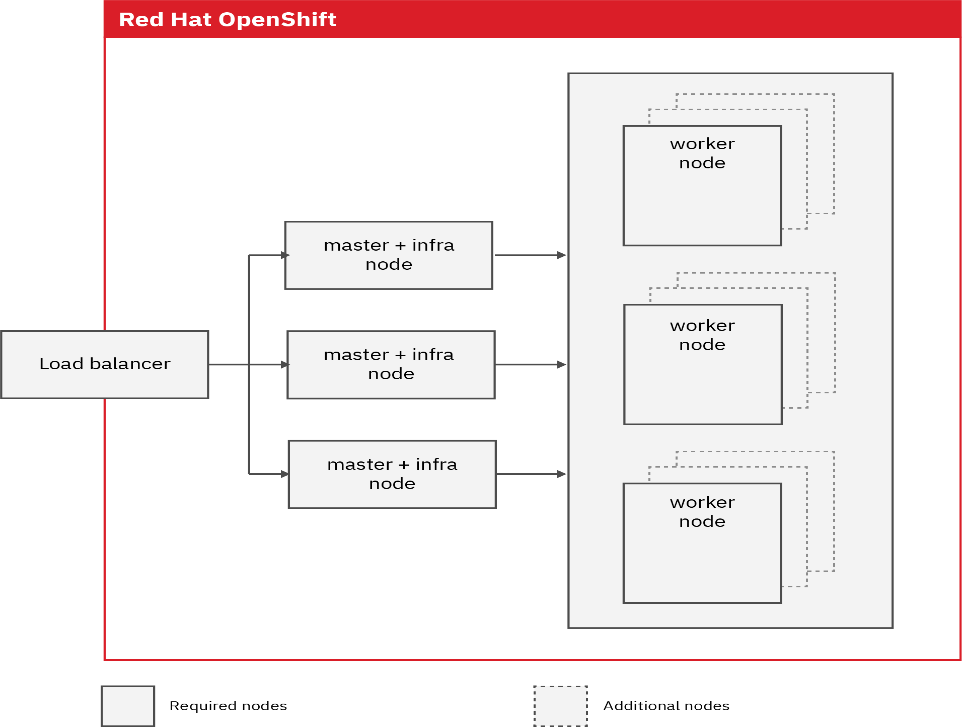 Red Hat OpenShift
worker
node
master + infra
node
worker
node
Load balancer
master + infra
node
master + infra
node
worker
node
Required nodes
Additional nodes